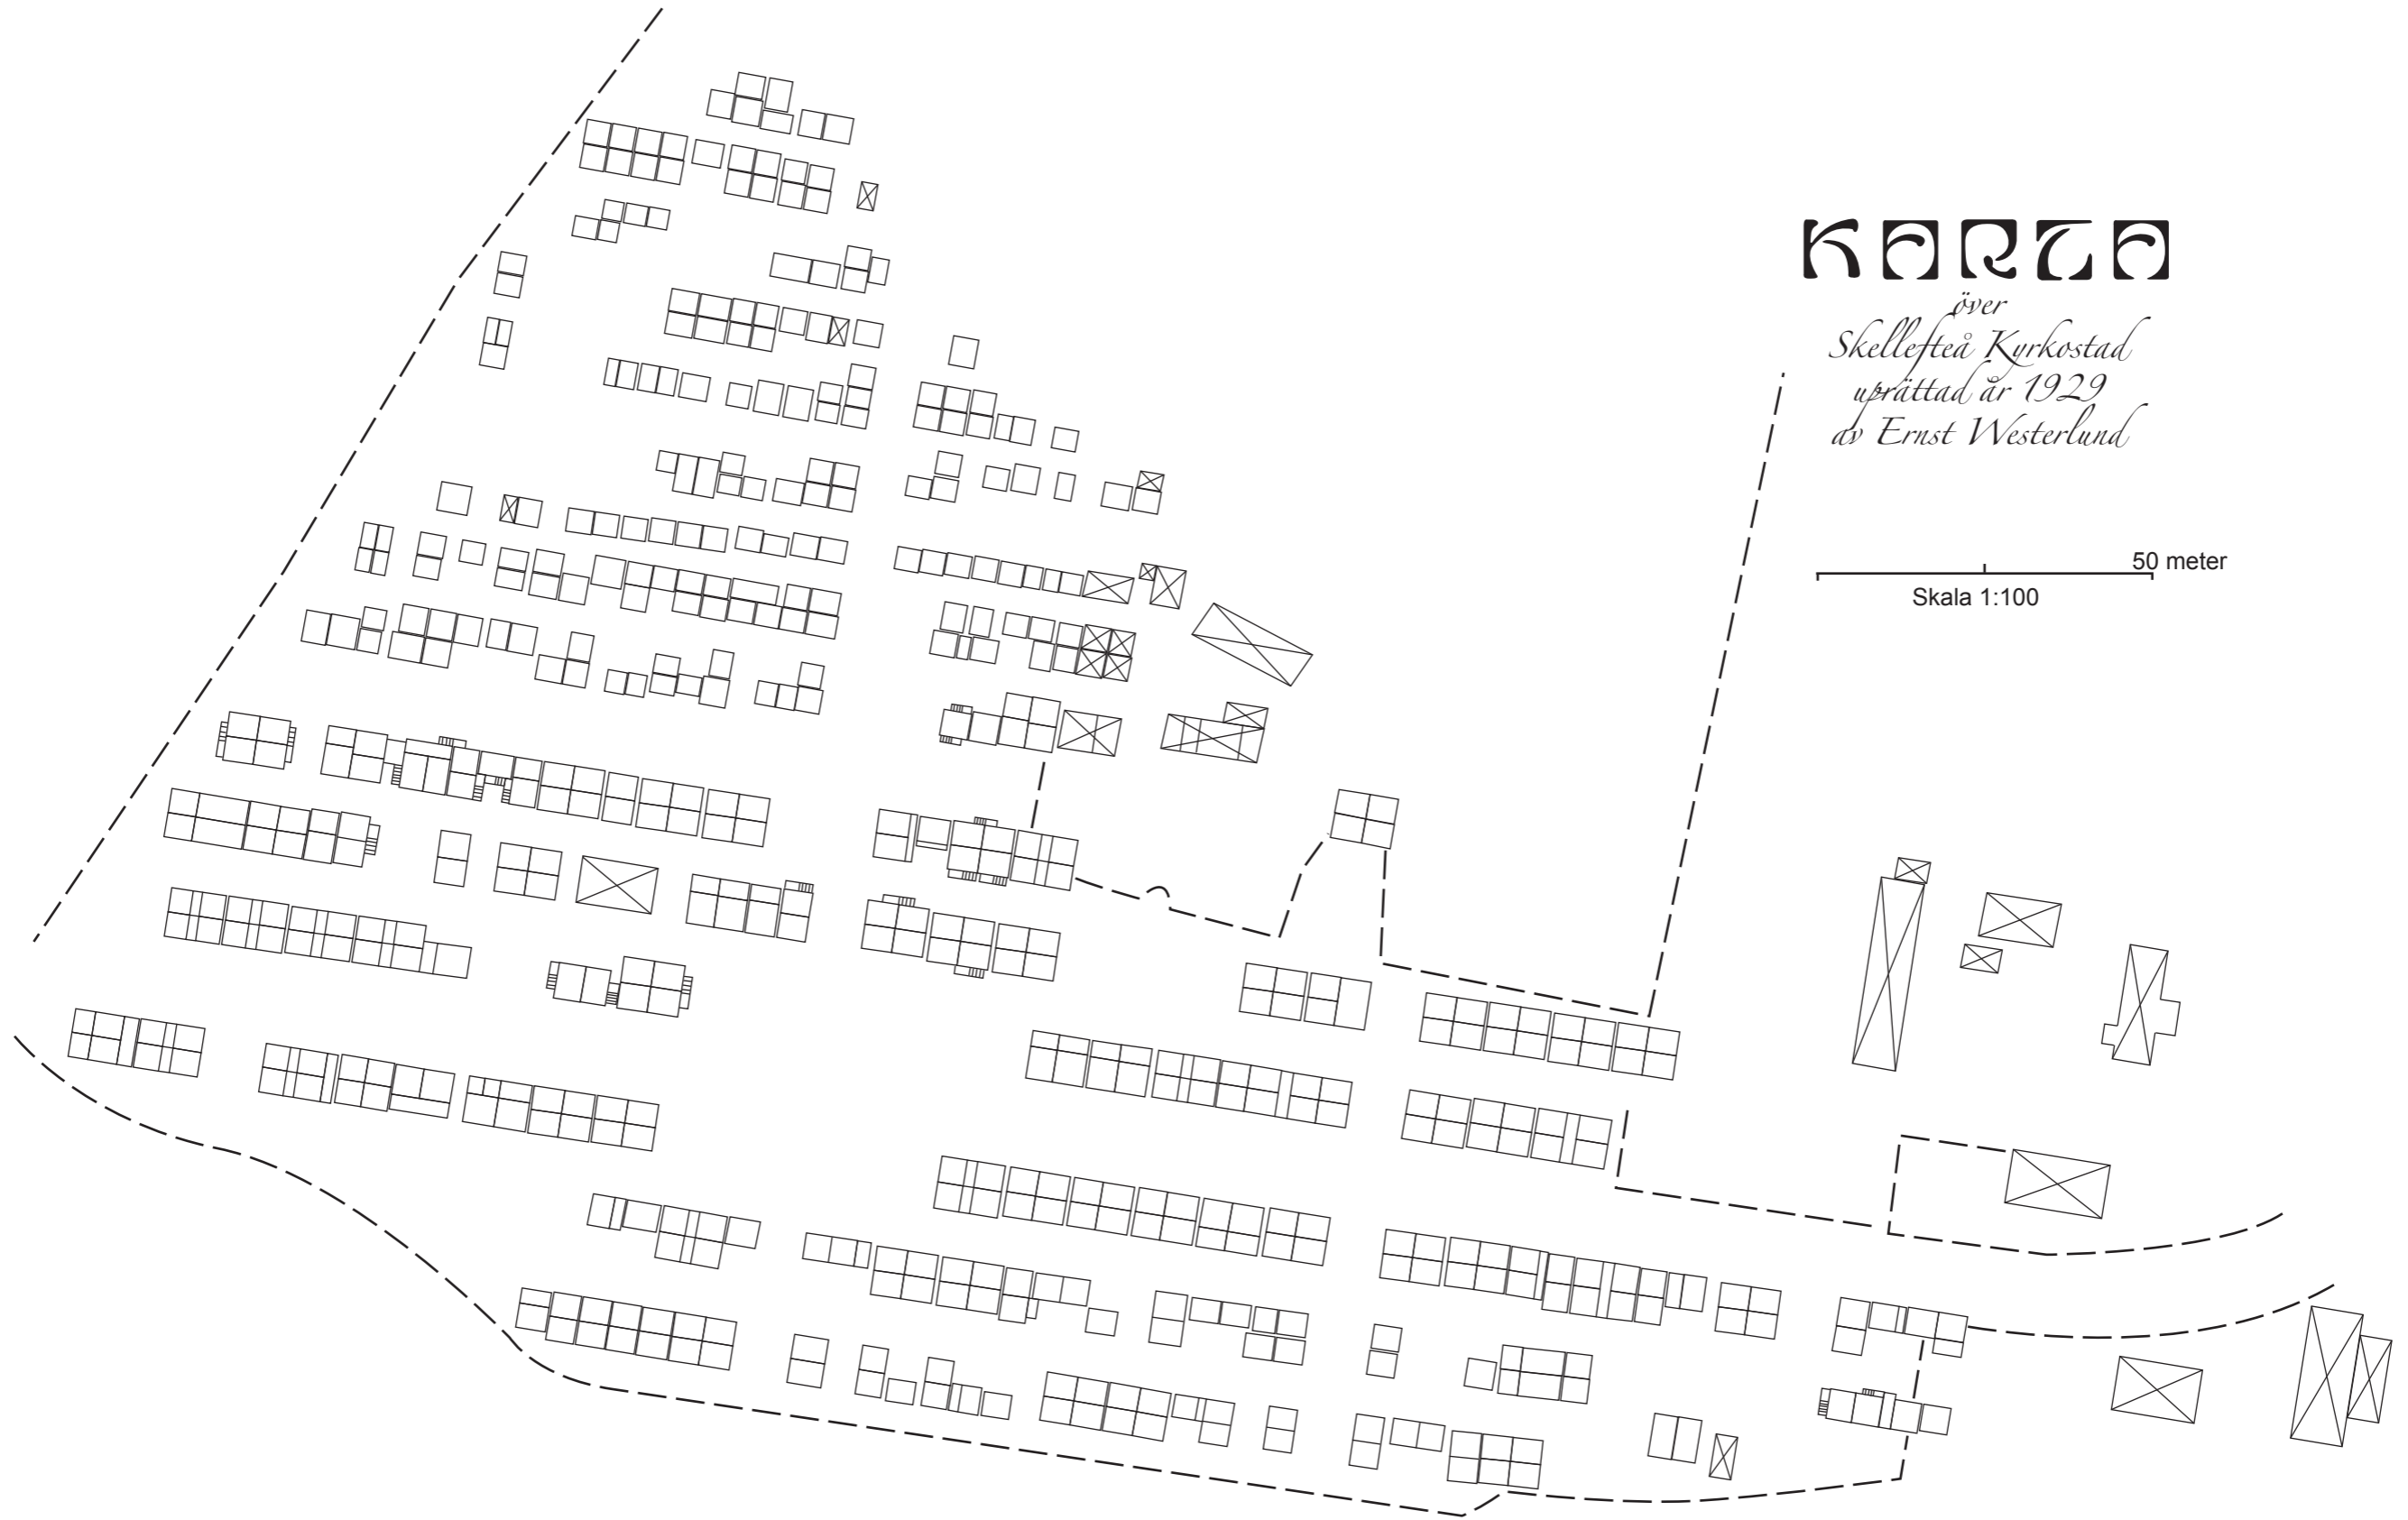 KARTA
över
Skellefteå Kyrkostad
uprättad år 1929
av Ernst Westerlund
50 meter
Skala 1:100